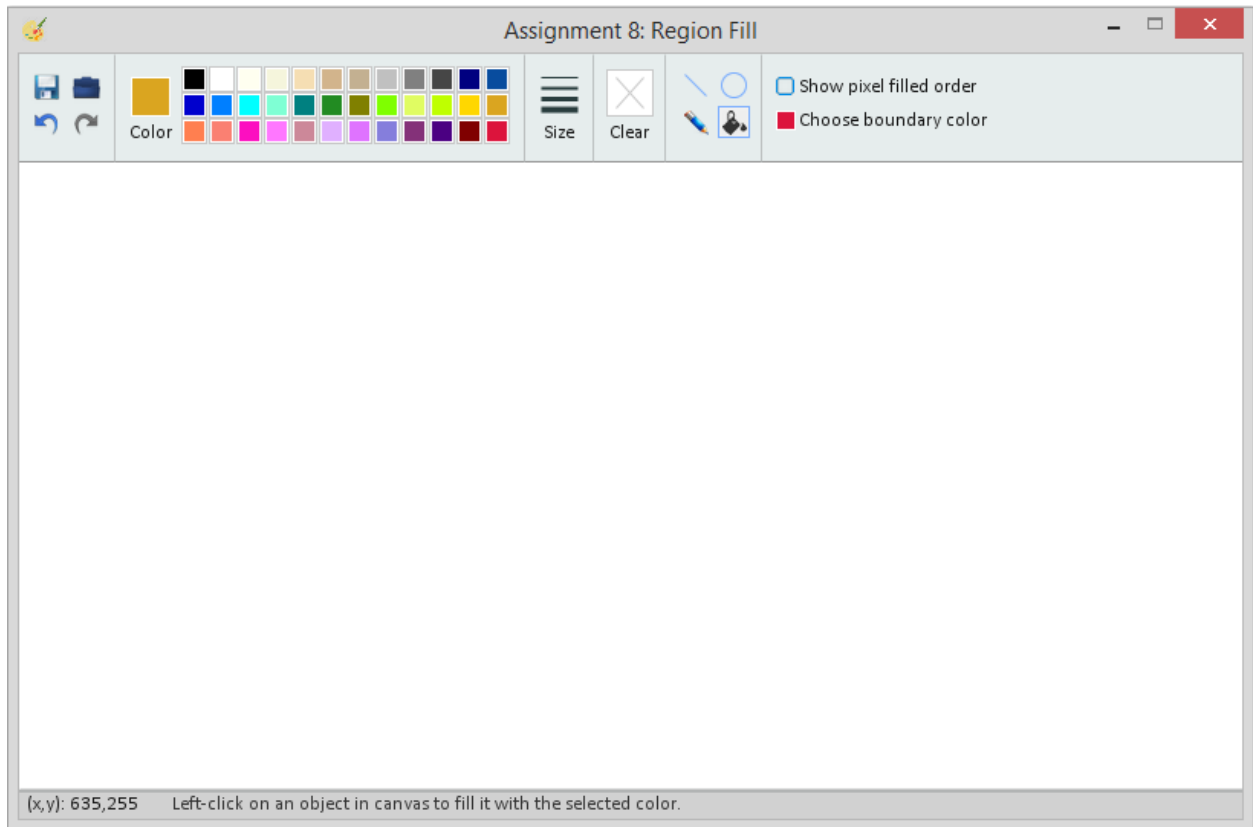 Assignment 8: Region Fill
Color
Size
Clear
Show pixel filled order
Choose boundary color
(x,y): 635,255 Left-click on an object in canvas to fill it with the selected color.